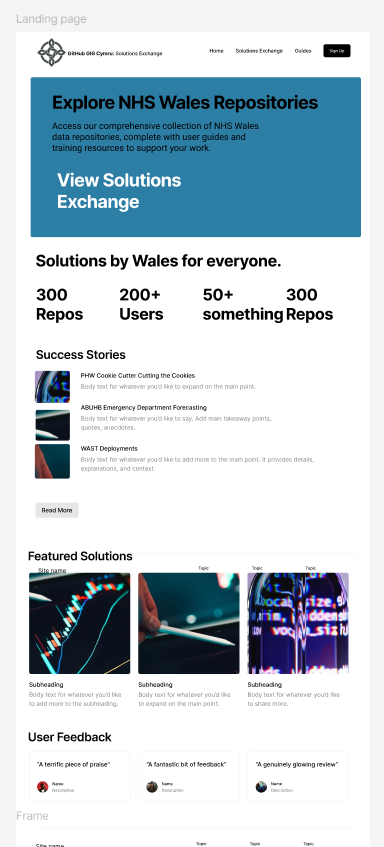 Landing page
GitHub GIG Cymru: Solutions Exchange
Home Solutions Exchange Guides Sign Up
Explore NHS Wales Repositories
Access our comprehensive collection of NHS Wales
data repositories, complete with user guides and
training resources to support your work.
View Solutions
Exchange
Solutions by Wales for everyone.
300 200+ 50+ 300
Repos Users something Repos
Success Stories
PHW Cookie Cutter Cutting the Cookies
Body text for whatever you'd like to expand on the main point.
ABUHB Emergency Department Forecasting
Body text for whatever you'd like to say. Add main takeaway points,
quotes, anecdotes.
WAST Deployments
Body text for whatever you'd like to add more to the main point. It provides details,
explanations, and context.
Read More
Featured Solutions
Site name Topic Topic Topic
Subheading
Body text for whatever you'd like
to add more to the subheading.
Subheading
Body text for whatever you'd like
to expand on the main point.
Subheading
Body text for whatever you'd like
to share more.
User Feedback
"A terrific piece of praise"
Name
Description
"A fantastic bit of feedback"
Name
Description
"A genuinely glowing review"
Name
Description
Frame
Site name Topic Topic Topic